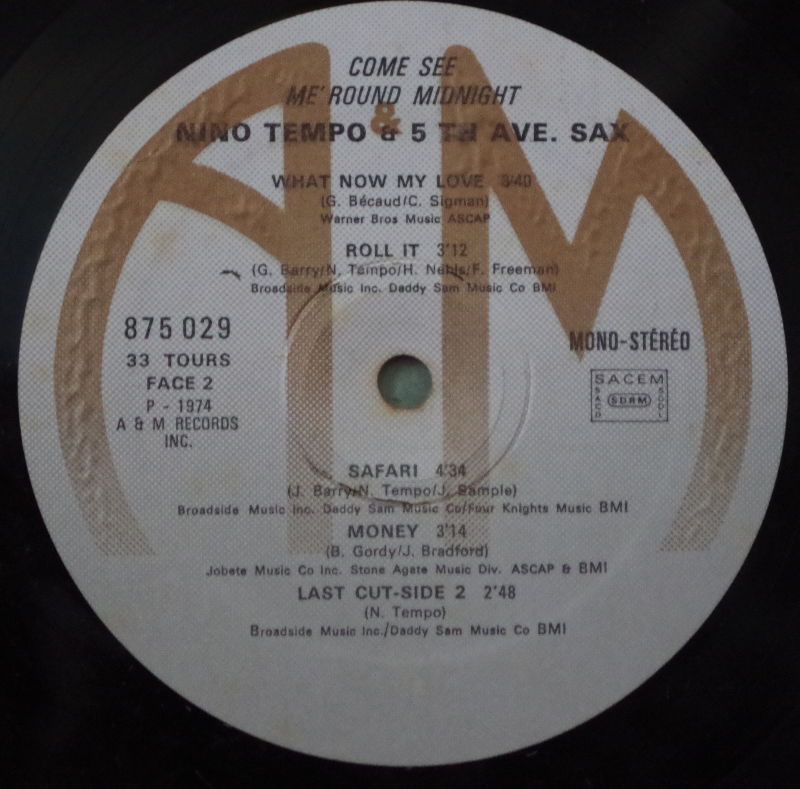 COME SEE
ME' ROUND MIDNIGHT
NINO TEMPO & 5 TH AVE. SAX
WHAT NOW MY LOVE 3'40
(G. Bécaud/C. Sigman)
Warner Bros Music ASCAP
ROLL IT 3'12
(G. Barry/N. Tempo/H. Nehls/F. Freeman)
Broadside Music Inc. Daddy Sam Music Co BMI
875 029
33 TOURS
FACE 2
P - 1974
A & M RECORDS
INC.
MONO-STÉRÉO
SACEM
SACD
SDRM
SGDL
SAFARI 4'34
(J. Barry/N. Tempo/J. Sample)
Broadside Music Inc. Daddy Sam Music Co/Four Knights Music BMI
MONEY 3'14
(B. Gordy/J. Bradford)
Jobete Music Co Inc. Stone Agate Music Div. ASCAP & BMI
LAST CUT-SIDE 2 2'48
(N. Tempo)
Broadside Music Inc./Daddy Sam Music Co BMI
A&M